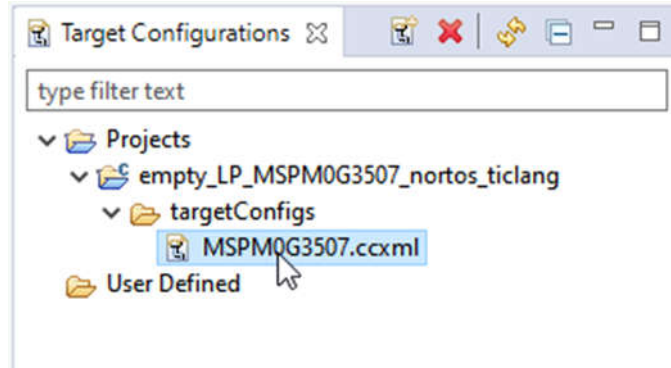 Target Configurations
type filter text
Projects
empty_LP_MSPM0G3507_nortos_ticlang
targetConfigs
MSPM0G3507.ccxml
User Defined